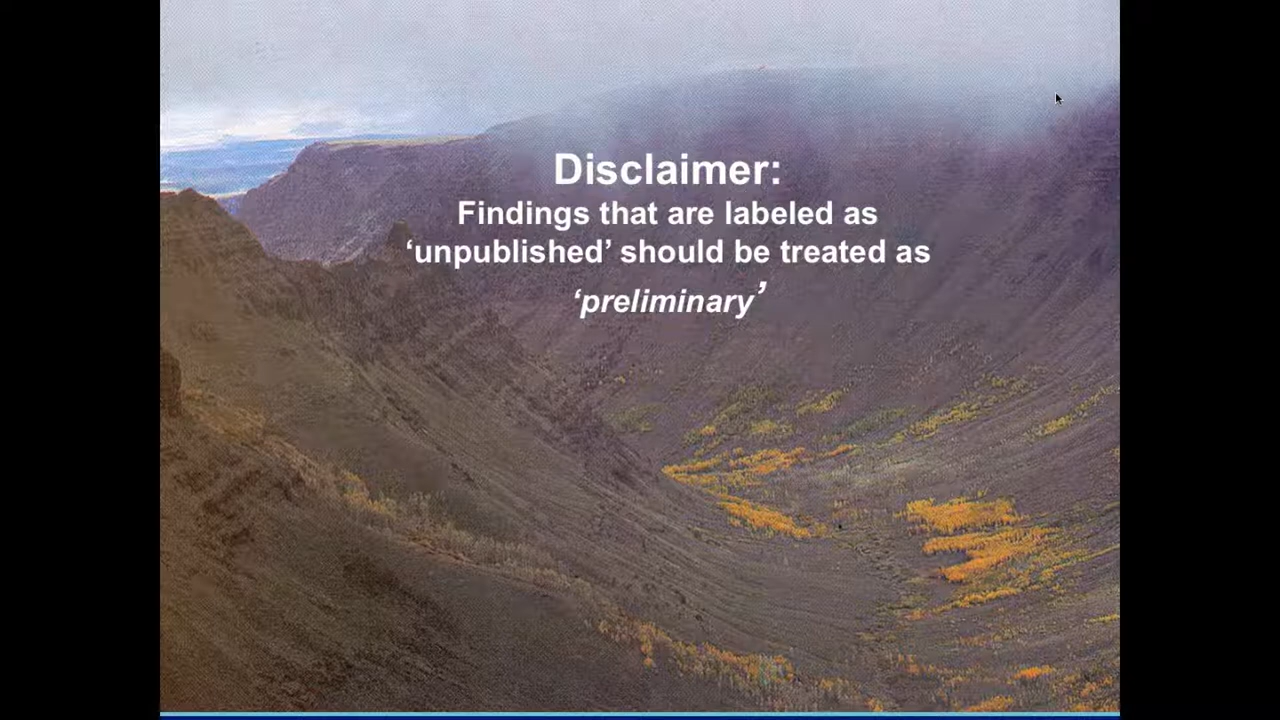 Disclaimer:
Findings that are labeled as
‘unpublished’ should be treated as
‘preliminary’